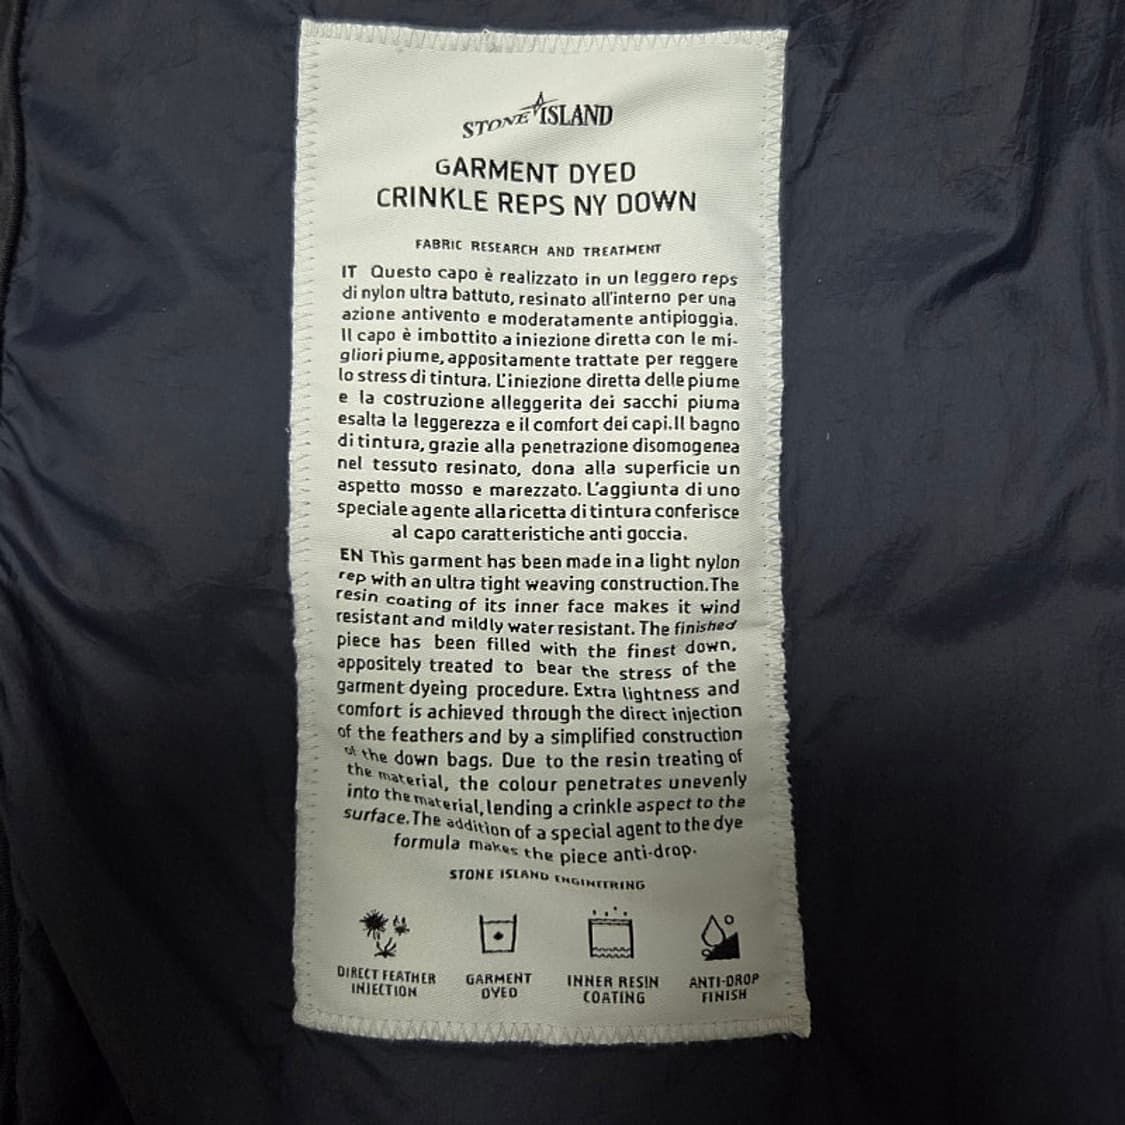 STONE ISLAND
GARMENT DYED
CRINKLE REPS NY DOWN
FABRIC RESEARCH AND TREATMENT
IT Questo capo è realizzato in un leggero reps
di nylon ultra battuto, resinato all'interno per una
azione antivento e moderatamente antipioggia.
Il capo è imbottito a iniezione diretta con le mi-
gliori piume, appositamente trattate per reggere
lo stress di tintura. L'iniezione diretta delle piume
e la costruzione alleggerita dei sacchi piuma
esalta la leggerezza e il comfort dei capi.Il bagno
di tintura, grazie alla penetrazione disomogenea
nel tessuto resinato, dona alla superficie un
aspetto mosso e marezzato. L'aggiunta di uno
speciale agente alla ricetta di tintura conferisce
al capo caratteristiche anti goccia.
EN This garment has been made in a light nylon
rep with an ultra tight weaving construction.The
resin coating of its inner face makes it wind
resistant and mildly water resistant. The finished
piece has been filled with the finest down,
appositely treated to bear the stress of the
garment dyeing procedure. Extra lightness and
comfort is achieved through the direct injection
of the feathers and by a simplified construction
of the down bags. Due to the resin treating of
the material, the colour penetrates unevenly
into the material, lending a crinkle aspect to the
surface.The addition of a special agent to the dye
formula makes the piece anti-drop.
STONE ISLAND ENGINEERING
DIRECT FEATHER
INJECTION
GARMENT
DYED
INNER RESIN
COATING
ANTI-DROP
FINISH